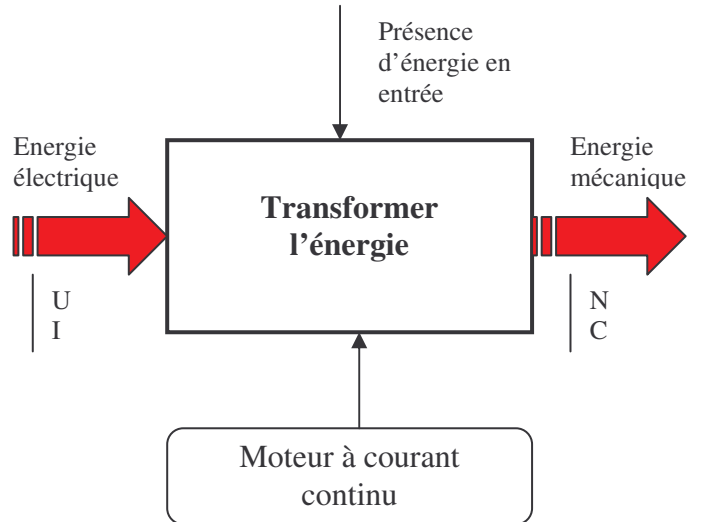 Présence
d’énergie en
entrée
Energie
électrique
Transformer
l’énergie
Energie
mécanique
U
I
N
C
Moteur à courant
continu